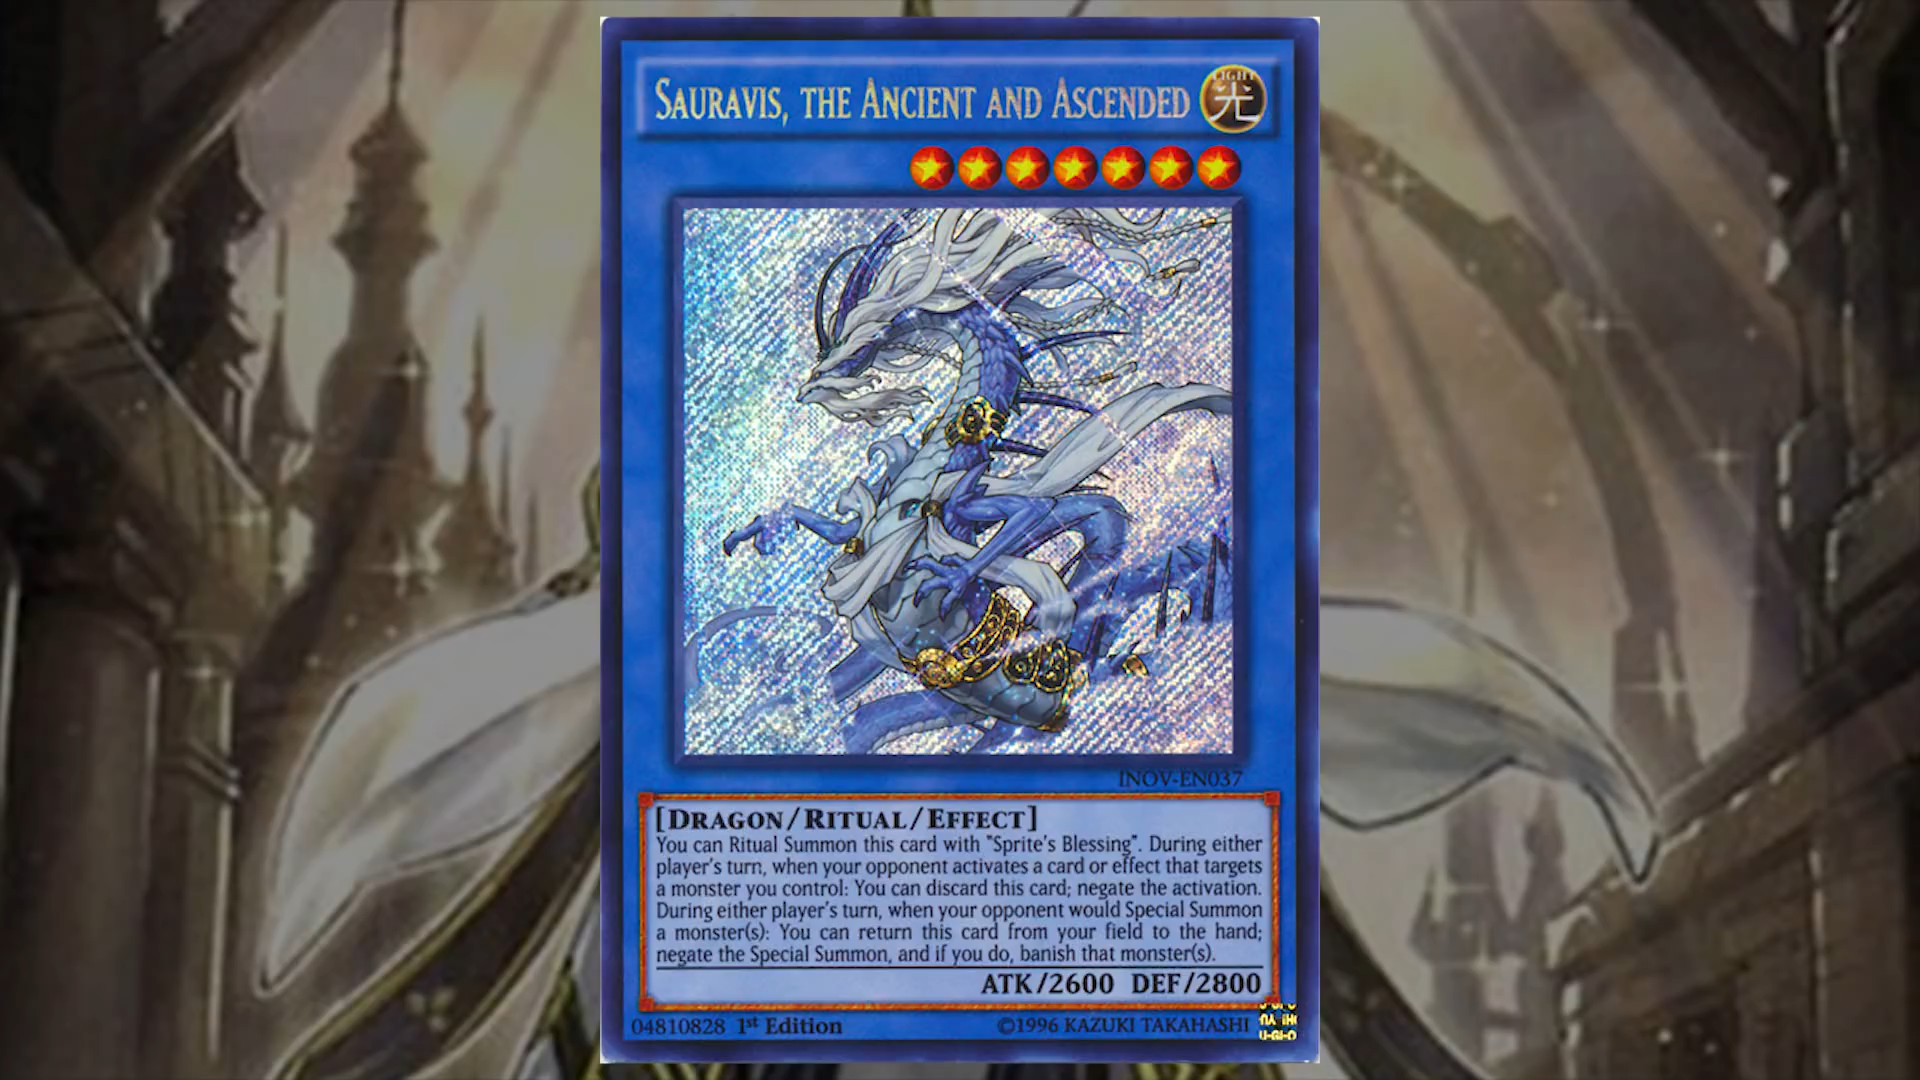 SAURAVIS, THE ANCIENT AND ASCENDED
LIGHT
光
INOV-EN037
[DRAGON/RITUAL/EFFECT]
You can Ritual Summon this card with "Sprite's Blessing". During either
player's turn, when your opponent activates a card or effect that targets
a monster you control: You can discard this card; negate the activation.
During either player's turn, when your opponent would Special Summon
a monster(s): You can return this card from your field to the hand;
negate the Special Summon, and if you do, banish that monster(s).
ATK/2600 DEF/2800
04810828 1st Edition
©1996 KAZUKI TAKAHASHI